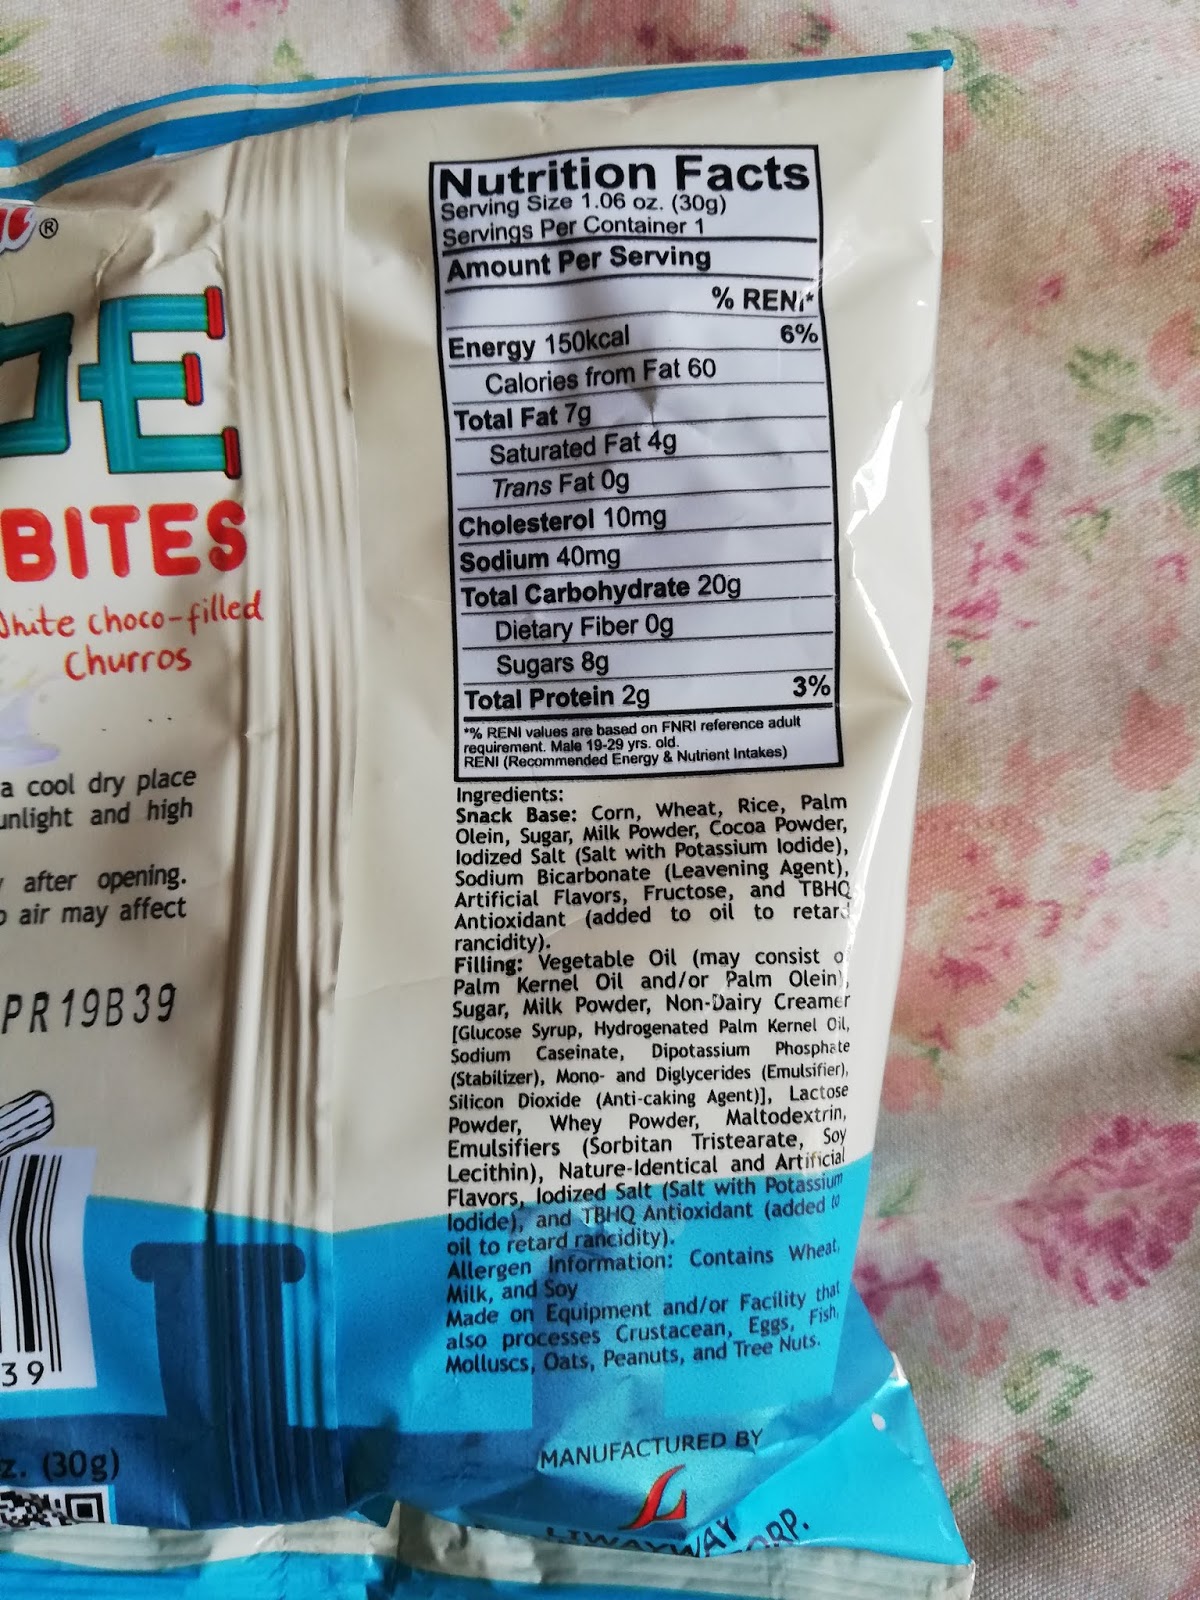 ®
BITES
White choco-filled
Churros
a cool dry place
and high
after opening.
air may affect
PR19B39
39
(30g)
Nutrition Facts
Serving Size 1.06 oz. (30g)
Servings Per Container 1
Amount Per Serving
% RENI*
Energy 150kcal 6%
Calories from Fat 60
Total Fat 7g
Saturated Fat 4g
Trans Fat 0g
Cholesterol 10mg
Sodium 40mg
Total Carbohydrate 20g
Dietary Fiber 0g
Sugars 8g
Total Protein 2g 3%
*% RENI values are based on FNRI reference adult
requirement. Male 19-29 yrs. old.
RENI (Recommended Energy & Nutrient Intakes)
Ingredients:
Snack Base: Corn, Wheat, Rice, Palm
Olein, Sugar, Milk Powder, Cocoa Powder,
Iodized Salt (Salt with Potassium Iodide),
Sodium Bicarbonate (Leavening Agent),
Artificial Flavors, Fructose, and TBHQ
Antioxidant (added to oil to retard
rancidity).
Filling: Vegetable Oil (may consist of
Palm Kernel Oil and/or Palm Olein),
Sugar, Milk Powder, Non-Dairy Creamer
[Glucose Syrup, Hydrogenated Palm Kernel Oil,
Sodium Caseinate, Dipotassium Phosphate
(Stabilizer), Mono- and Diglycerides (Emulsifier),
Silicon Dioxide (Anti-caking Agent)], Lactose
Powder, Whey Powder, Maltodextrin,
Emulsifiers (Sorbitan Tristearate, Soy
Lecithin), Nature-Identical and Artificial
Flavors, Iodized Salt (Salt with Potassium
Iodide), and TBHQ Antioxidant (added to
oil to retard rancidity).
Allergen Information: Contains Wheat,
Milk, and Soy
Made on Equipment and/or Facility that
also processes Crustacean, Eggs, Fish,
Molluscs, Oats, Peanuts, and Tree Nuts.
MANUFACTURED BY
LIWAYWAY